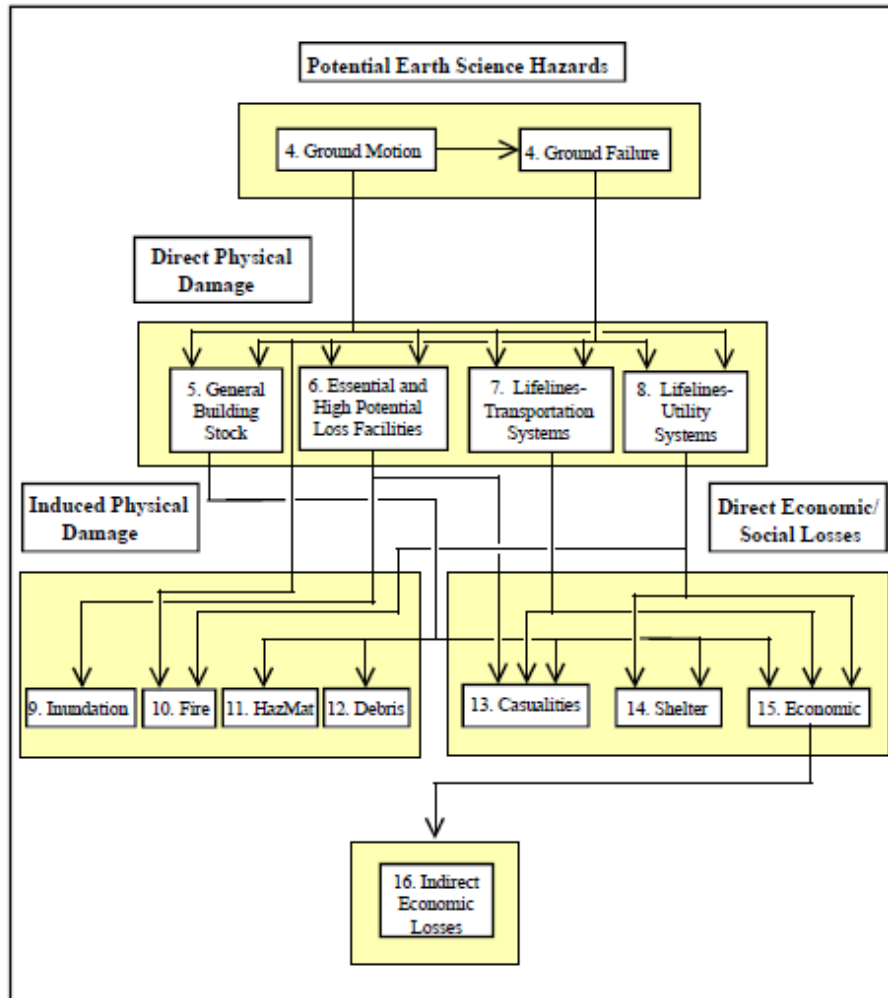 Potential Earth Science Hazards
4. Ground Motion
4. Ground Failure
Direct Physical
Damage
5. General
Building
Stock
6. Essential and
High Potential
Loss Facilities
7. Lifelines-
Transportation
Systems
8. Lifelines-
Utility
Systems
Induced Physical
Damage
Direct Economic/
Social Losses
9. Inundation
10. Fire
11. HazMat
12. Debris
13. Casualities
14. Shelter
15. Economic
16. Indirect
Economic
Losses